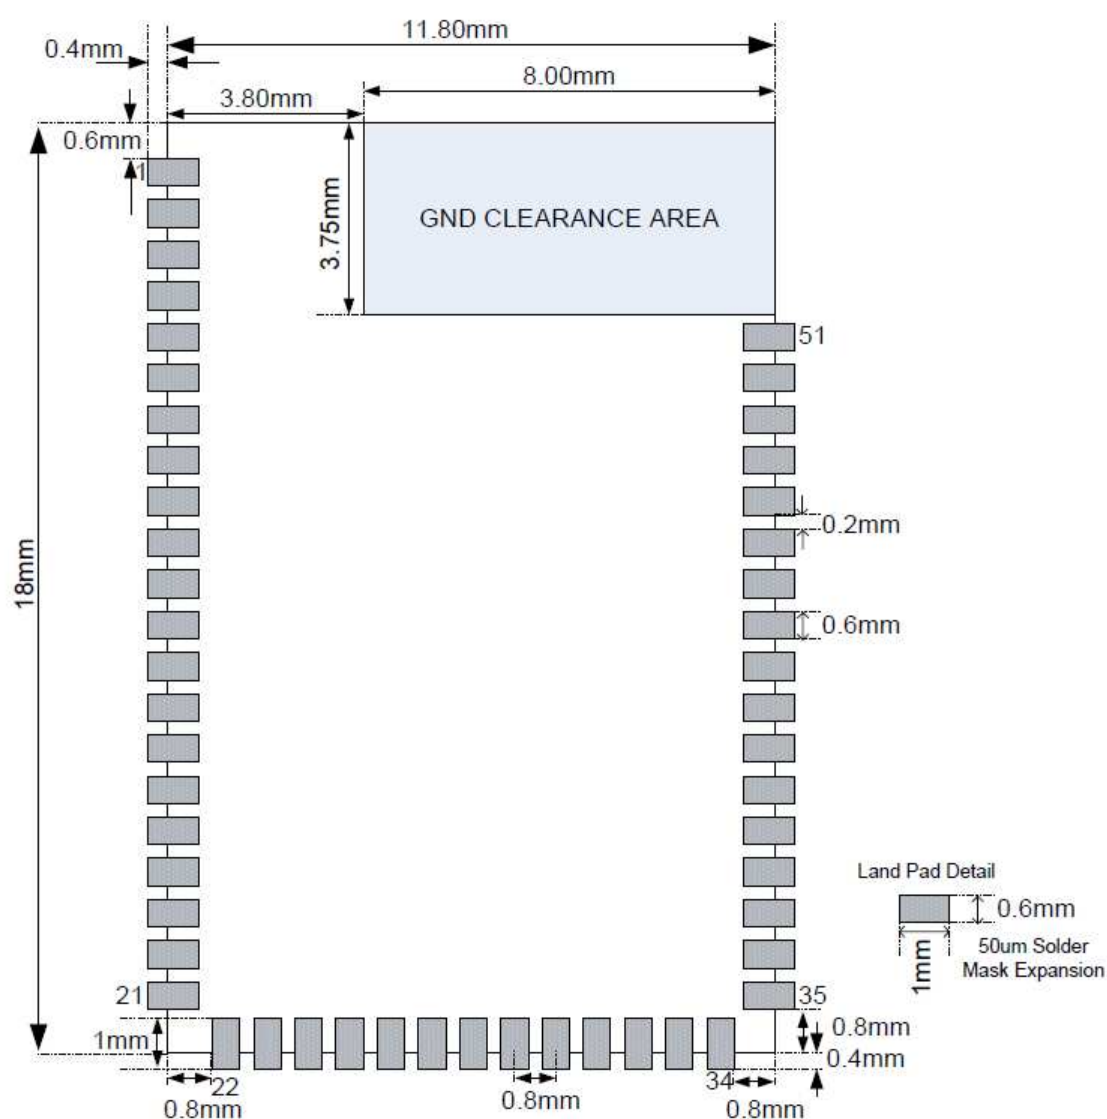 11.80mm
0.4mm
8.00mm
3.80mm
0.6mm
1
3.75mm
GND CLEARANCE AREA
51
0.2mm
18mm
0.6mm
Land Pad Detail
0.6mm
1mm
50um Solder
Mask Expansion
21
35
1mm
0.8mm
0.4mm
22
34
0.8mm
0.8mm
0.8mm